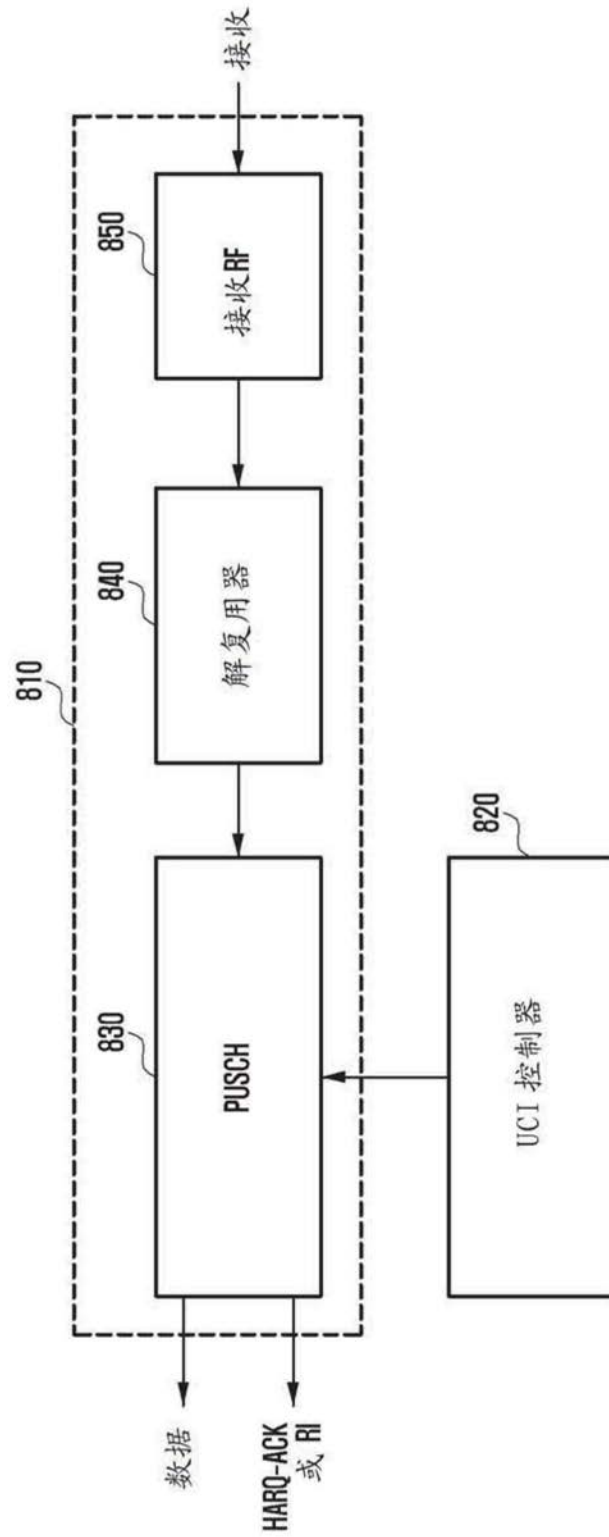 810
830
840
850
PUSCH
解复用器
接收RF
接收
数据
HARQ-ACK
或 RI
820
UCI 控制器